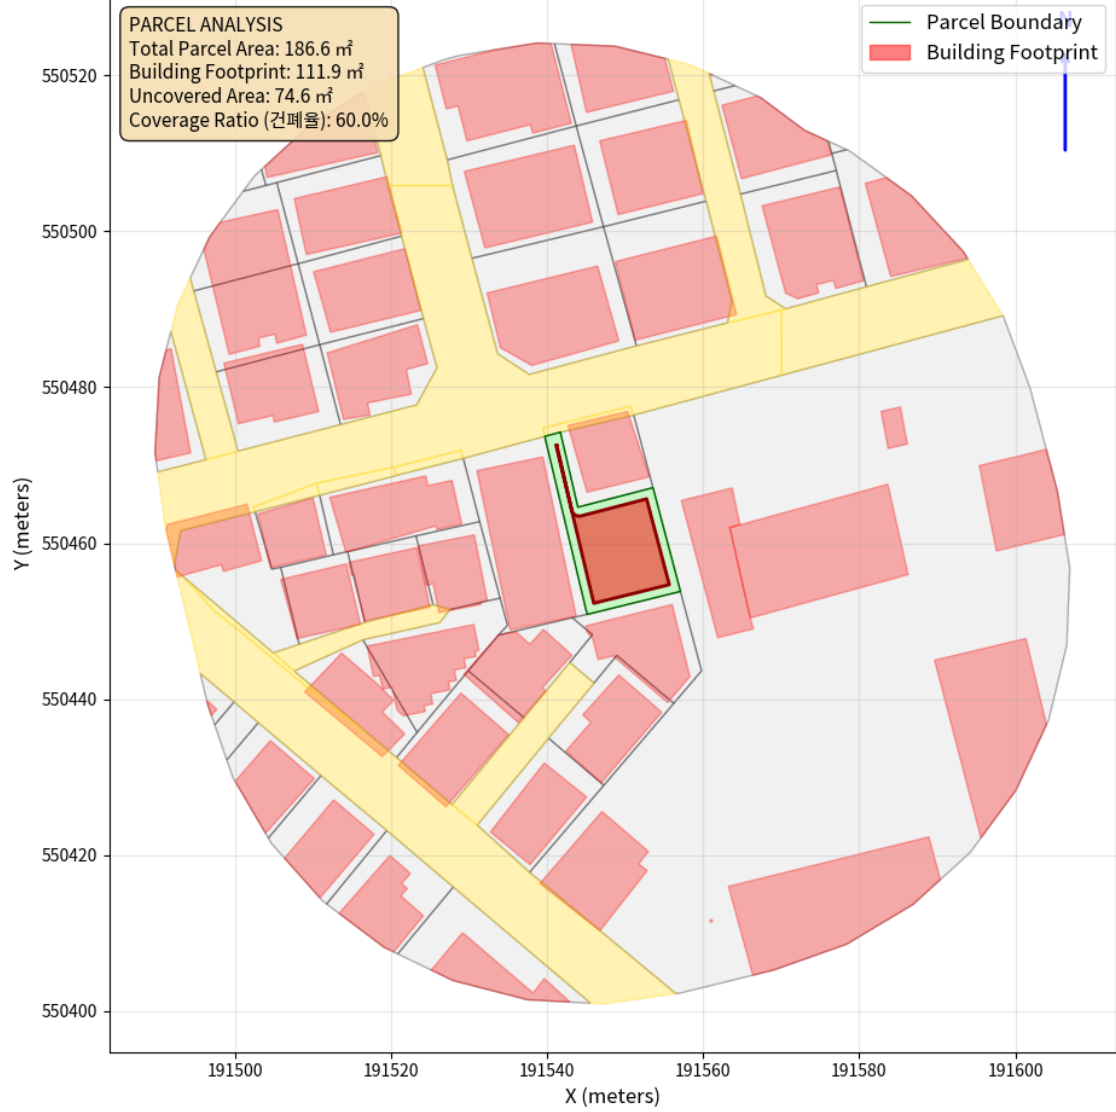 PARCEL ANALYSIS
Total Parcel Area: 186.6 ㎡
Building Footprint: 111.9 ㎡
Uncovered Area: 74.6 ㎡
Coverage Ratio (건폐율): 60.0%
Parcel Boundary
Building Footprint
N
550520
550500
550480
550460
550440
550420
550400
Y (meters)
191500
191520
191540
191560
191580
191600
X (meters)